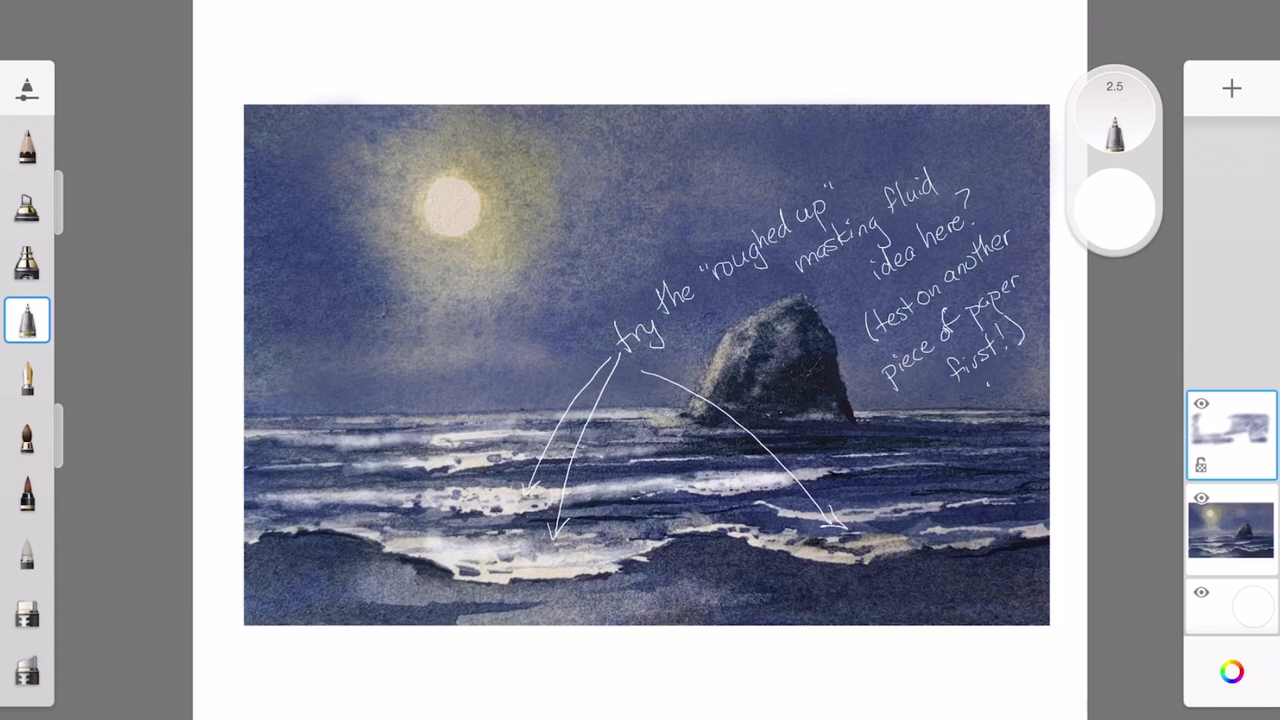 2.5
try the "roughed up"
masking fluid
idea here?
(test on another
piece of paper
first!)